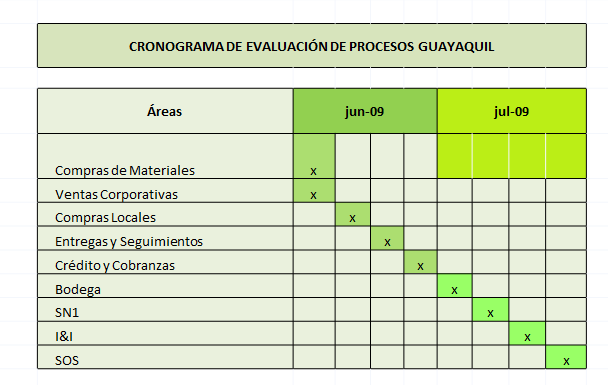 CRONOGRAMA DE EVALUACIÓN DE PROCESOS GUAYAQUIL
Áreas jun-09 jul-09
Compras de Materiales x
Ventas Corporativas x
Compras Locales x
Entregas y Seguimientos x
Crédito y Cobranzas x
Bodega x
SN1 x
I&I x
SOS x